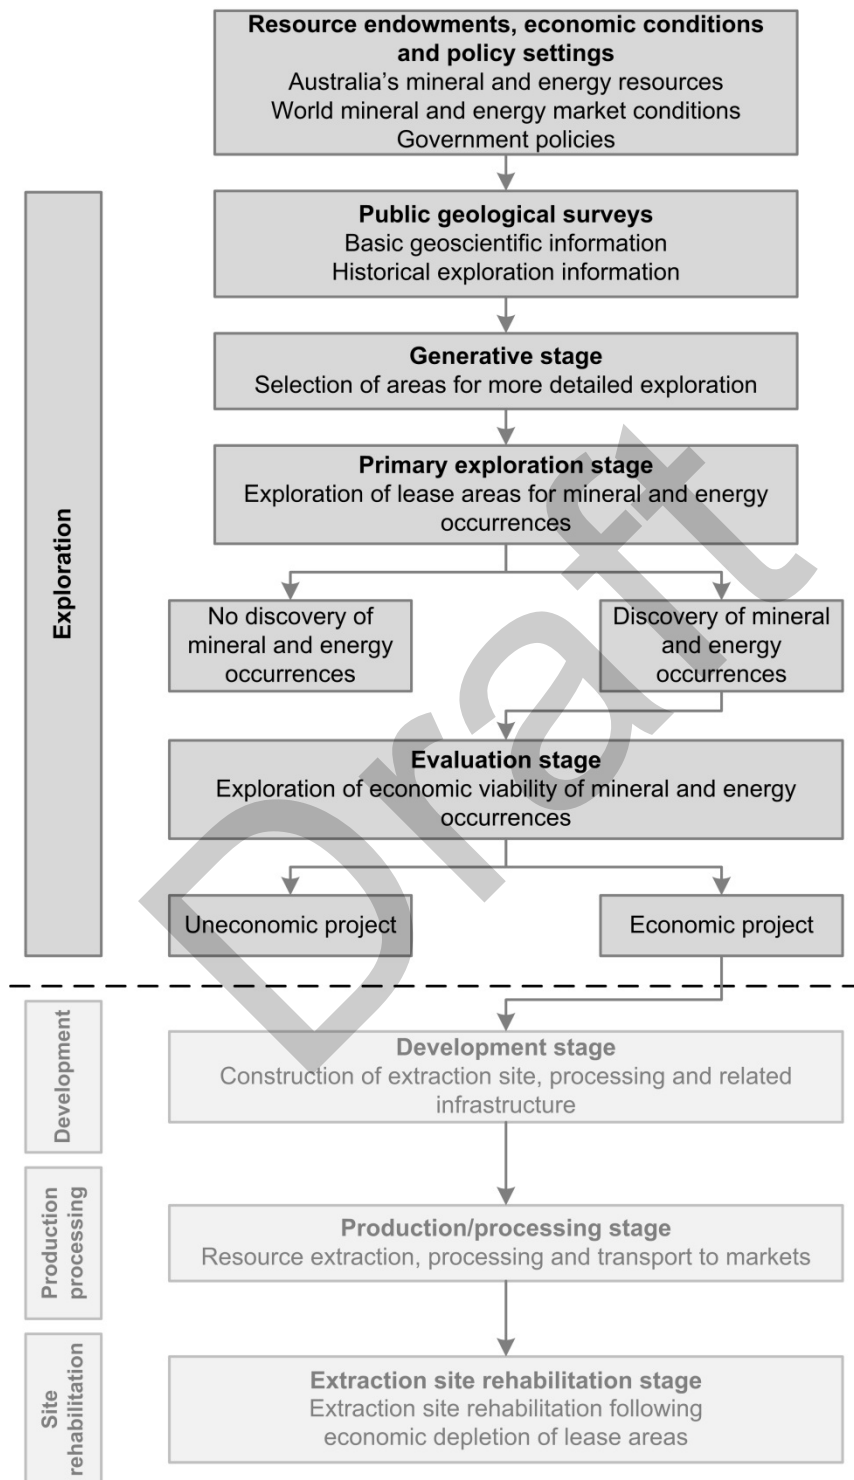 Resource endowments, economic conditions
and policy settings
Australia's mineral and energy resources
World mineral and energy market conditions
Government policies
Exploration
Public geological surveys
Basic geoscientific information
Historical exploration information
Generative stage
Selection of areas for more detailed exploration
Primary exploration stage
Exploration of lease areas for mineral and energy
occurrences
No discovery of
mineral and energy
occurrences
Discovery of mineral
and energy
occurrences
Evaluation stage
Exploration of economic viability of mineral and energy
occurrences
Uneconomic project
Economic project
Draft
Development
Development stage
Construction of extraction site, processing and related
infrastructure
Production
processing
Production/processing stage
Resource extraction, processing and transport to markets
Site
rehabilitation
Extraction site rehabilitation stage
Extraction site rehabilitation following
economic depletion of lease areas